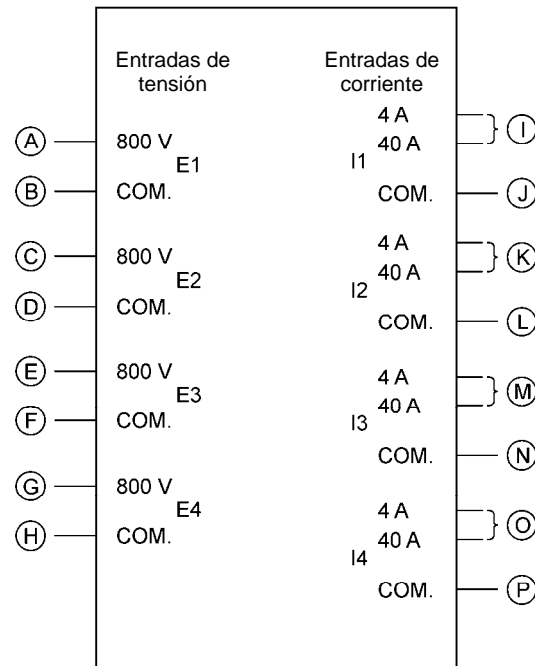 Entradas de
tensión
Entradas de
corriente
A 800 V
E1
B COM.
C 800 V
E2
D COM.
E 800 V
E3
F COM.
G 800 V
E4
H COM.
4 A
40 A
I
I1
COM. J
4 A
40 A
K
I2
COM. L
4 A
40 A
M
I3
COM. N
4 A
40 A
O
I4
COM. P